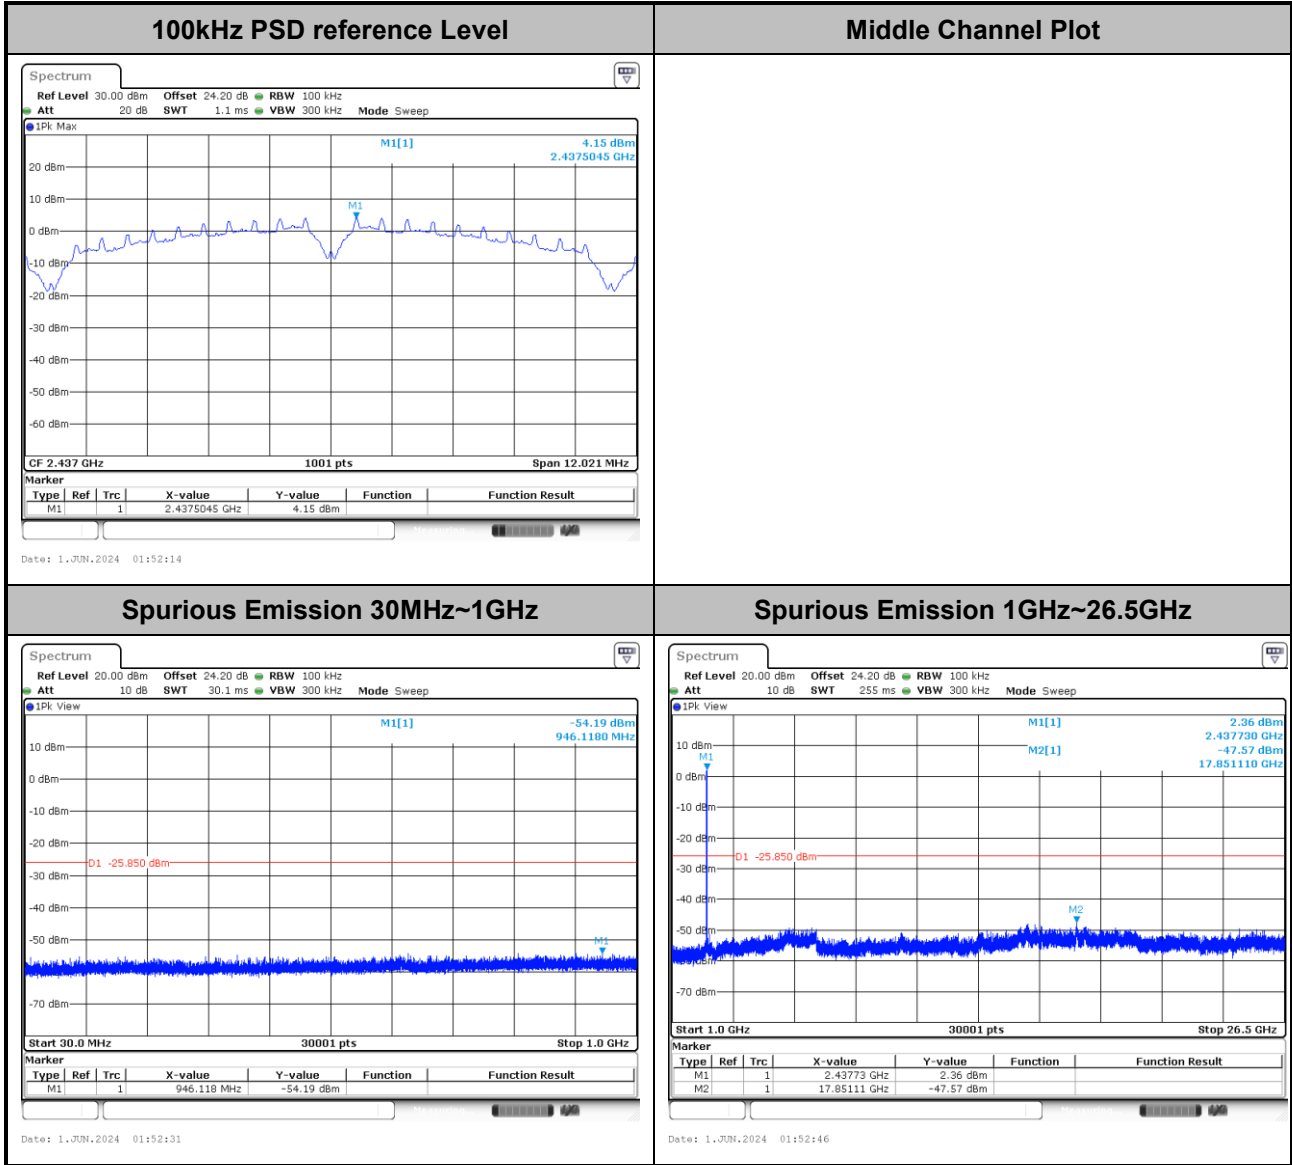 100kHz PSD reference Level
Middle Channel Plot
Spectrum
Ref Level 30.00 dBm Offset 24.20 dB RBW 100 kHz
Att 20 dB SWT 1.1 ms VBW 300 kHz Mode Sweep
1Pk Max
M1[1] 4.15 dBm
2.4375045 GHz
20 dBm
10 dBm
M1
0 dBm
-10 dBm
-20 dBm
-30 dBm
-40 dBm
-50 dBm
-60 dBm
CF 2.437 GHz 1001 pts Span 12.021 MHz
Marker
Type Ref Trc X-value Y-value Function Function Result
M1 1 2.4375045 GHz 4.15 dBm
Date: 1.JUN.2024 01:52:14
Spurious Emission 30MHz~1GHz
Spurious Emission 1GHz~26.5GHz
Spectrum
Ref Level 20.00 dBm Offset 24.20 dB RBW 100 kHz
Att 10 dB SWT 30.1 ms VBW 300 kHz Mode Sweep
1Pk View
M1[1] -54.19 dBm
946.1180 MHz
10 dBm
0 dBm
-10 dBm
-20 dBm
D1 -25.850 dBm
-30 dBm
-40 dBm
-50 dBm
M1
-70 dBm
Start 30.0 MHz 30001 pts Stop 1.0 GHz
Marker
Type Ref Trc X-value Y-value Function Function Result
M1 1 946.118 MHz -54.19 dBm
Date: 1.JUN.2024 01:52:31
Spectrum
Ref Level 20.00 dBm Offset 24.20 dB RBW 100 kHz
Att 10 dB SWT 255 ms VBW 300 kHz Mode Sweep
1Pk View
M1[1] 2.36 dBm
2.437730 GHz
10 dBm
M2[1] -47.57 dBm
M1
17.851110 GHz
0 dBm
-10 dBm
-20 dBm
D1 -25.850 dBm
-30 dBm
-40 dBm
M2
-50 dBm
-60 dBm
-70 dBm
Start 1.0 GHz 30001 pts Stop 26.5 GHz
Marker
Type Ref Trc X-value Y-value Function Function Result
M1 1 2.43773 GHz 2.36 dBm
M2 1 17.85111 GHz -47.57 dBm
Date: 1.JUN.2024 01:52:46